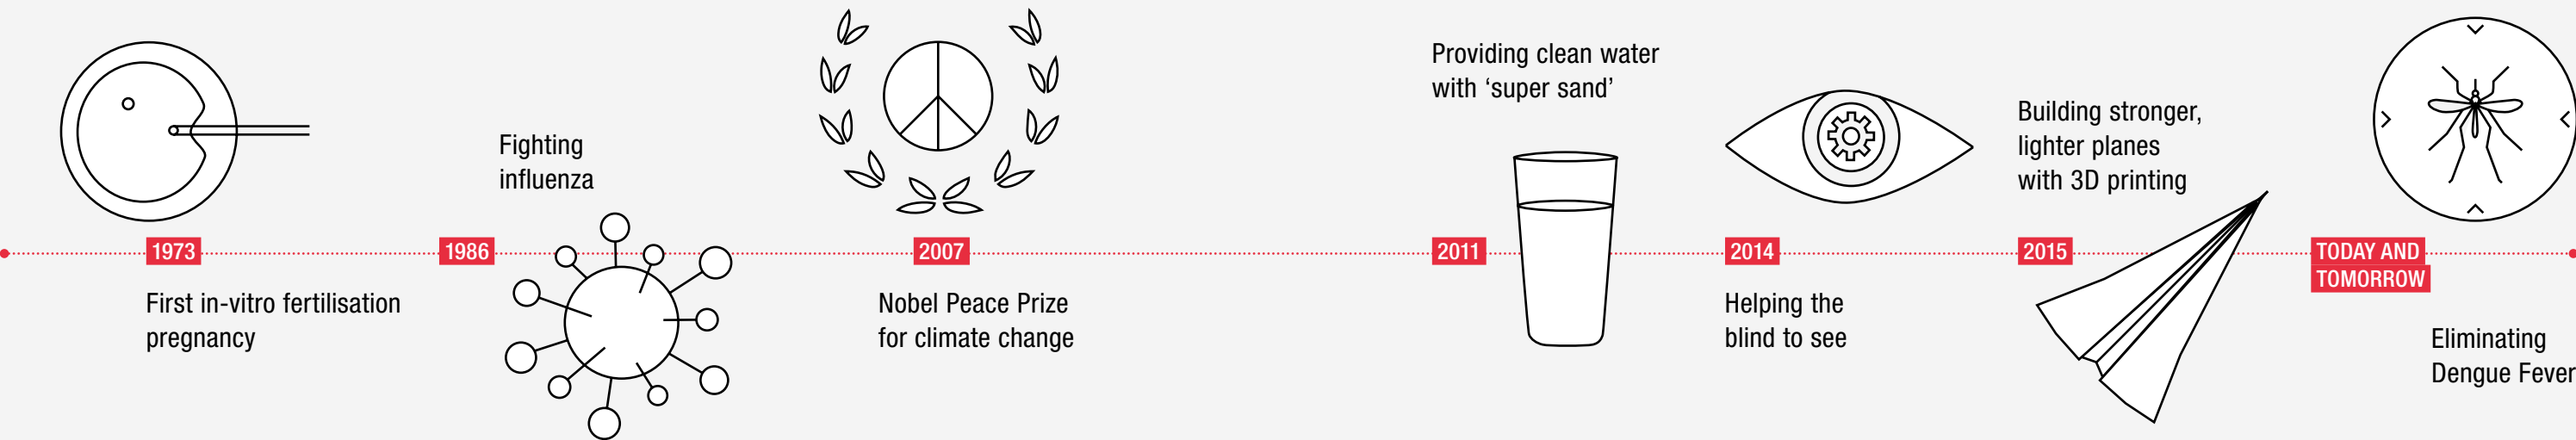 1973
First in-vitro fertilisation
pregnancy
1986
Fighting
influenza
2007
Nobel Peace Prize
for climate change
2011
Providing clean water
with ‘super sand’
2014
Helping the
blind to see
2015
Building stronger,
lighter planes
with 3D printing
TODAY AND
TOMORROW
Eliminating
Dengue Fever